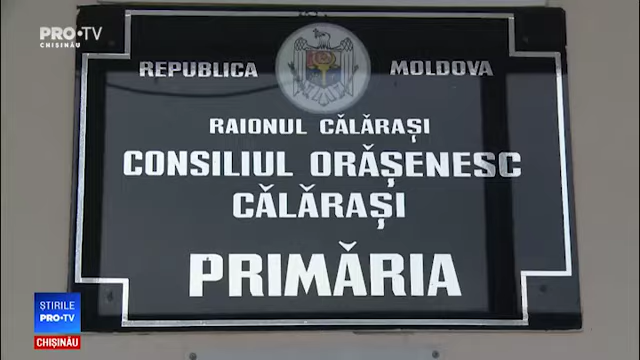 PRO•TV
CHIȘINĂU
REPUBLICA MOLDOVA
RAIONUL CĂLĂRAȘI
CONSILIUL ORĂȘENESC
CĂLĂRAȘI
PRIMĂRIA
ȘTIRILE
PRO•TV
CHIȘINĂU